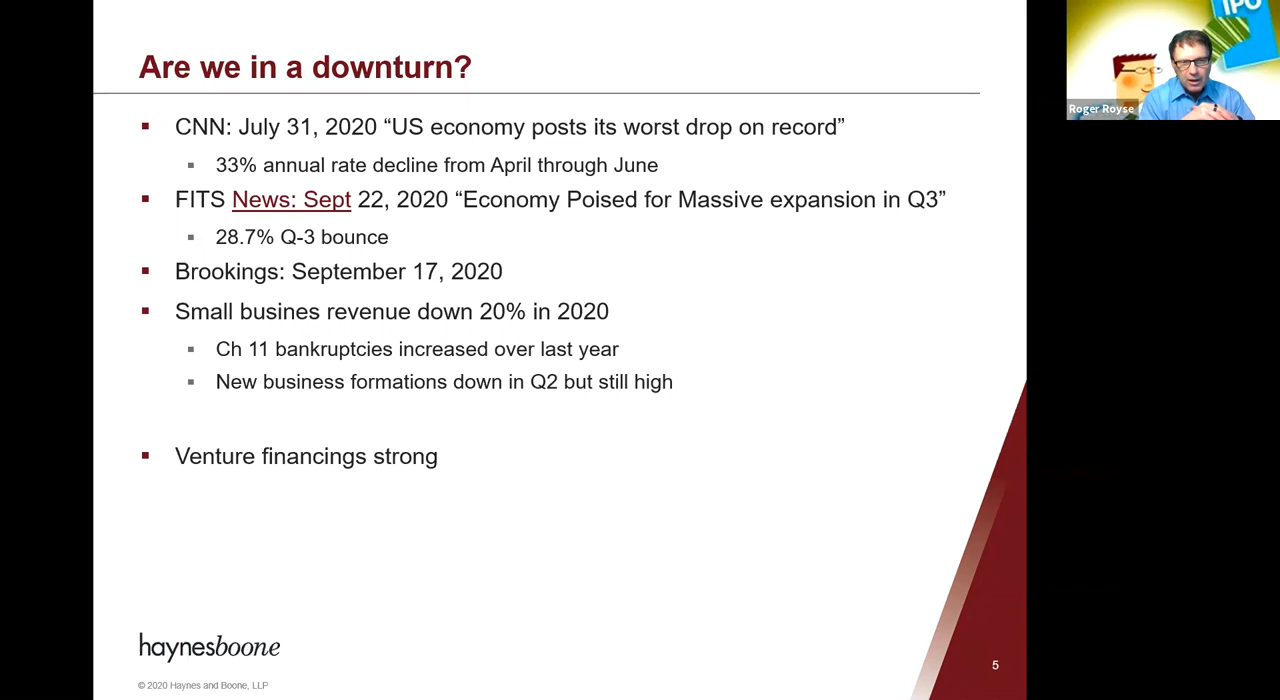 Are we in a downturn?
CNN: July 31, 2020 “US economy posts its worst drop on record”
33% annual rate decline from April through June
FITS News: Sept 22, 2020 “Economy Poised for Massive expansion in Q3”
28.7% Q-3 bounce
Brookings: September 17, 2020
Small busines revenue down 20% in 2020
Ch 11 bankruptcies increased over last year
New business formations down in Q2 but still high
Venture financings strong
haynesboone
© 2020 Haynes and Boone, LLP
5
IPO
Roger Royse